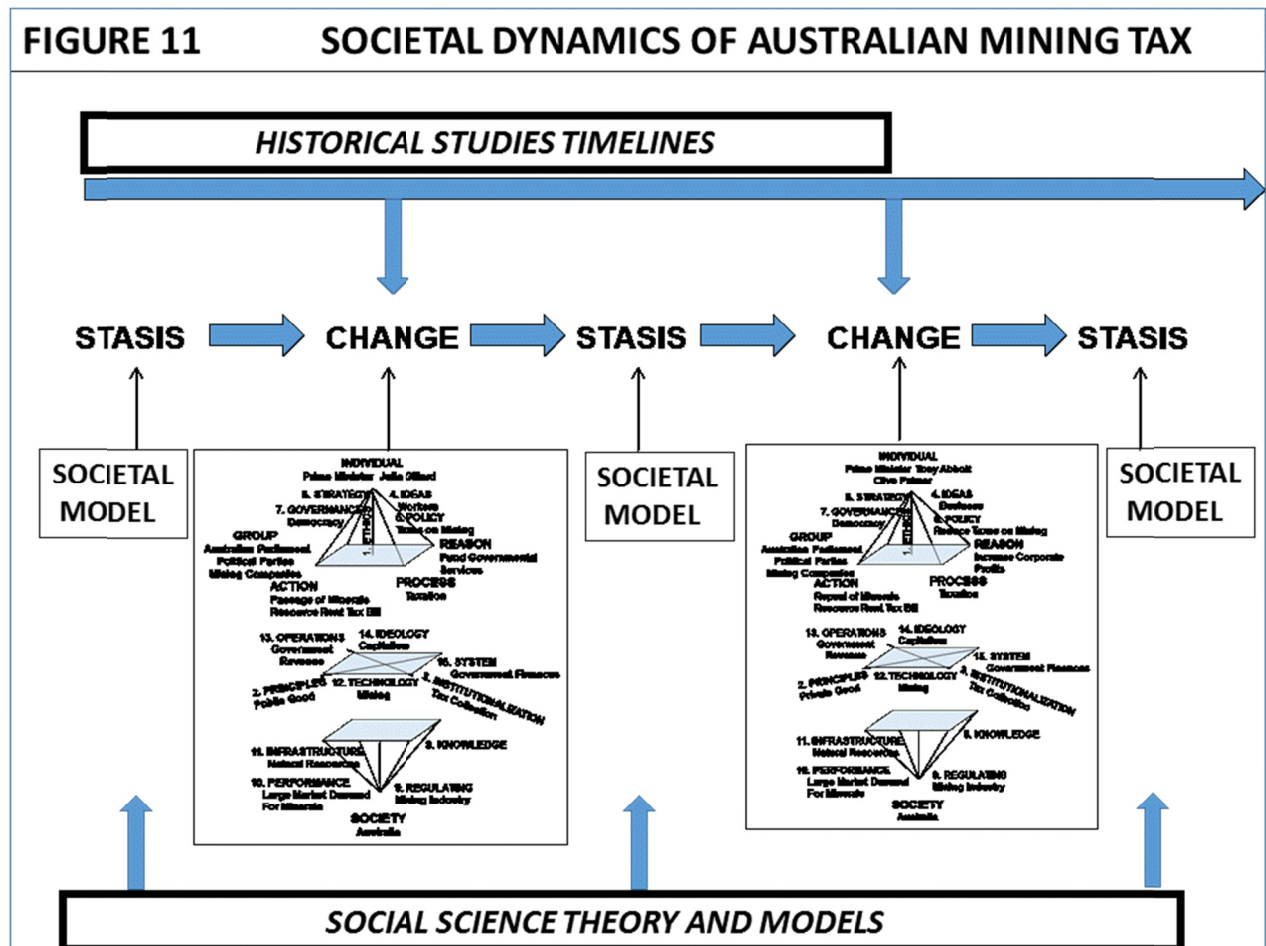 FIGURE 11 SOCIETAL DYNAMICS OF AUSTRALIAN MINING TAX
HISTORICAL STUDIES TIMELINES
STASIS CHANGE STASIS CHANGE STASIS
SOCIETAL
MODEL
INDIVIDUAL
Prime Minister Julia Gillard
5. STRATEGY
4. IDEAS
Workers
7. GOVERNANCE
Democracy
6. POLICY
Taxes on Mining
1. ETHICS
GROUP
Australian Parliament
Political Parties
Mining Companies
REASON
Fund Governmental
Services
ACTION
Passage of Minerals
Resource Rent Tax Bill
PROCESS
Taxation
13. OPERATIONS
Government
Revenue
14. IDEOLOGY
Capitalism
15. SYSTEM
Government Finances
2. PRINCIPLES
Public Good
12. TECHNOLOGY
Mining
3. INSTITUTIONALIZATION
Tax Collection
11. INFRASTRUCTURE
Natural Resources
KNOWLEDGE
10. PERFORMANCE
Large Market Demand
For Minerals
9. REGULATING
Mining Industry
SOCIETY
Australia
SOCIETAL
MODEL
INDIVIDUAL
Prime Minister Tony Abbott
Clive Palmer
5. STRATEGY
4. IDEAS
Business
7. GOVERNANCE
Democracy
6. POLICY
Reduce Taxes on Mining
1. ETHICS
GROUP
Australian Parliament
Political Parties
Mining Companies
REASON
Increase Corporate
Profits
ACTION
Repeal of Minerals
Resource Rent Tax Bill
PROCESS
Taxation
13. OPERATIONS
Government
Revenue
14. IDEOLOGY
Capitalism
15. SYSTEM
Government Finances
2. PRINCIPLES
Private Good
12. TECHNOLOGY
Mining
3. INSTITUTIONALIZATION
Tax Collection
11. INFRASTRUCTURE
Natural Resources
KNOWLEDGE
10. PERFORMANCE
Large Market Demand
For Minerals
9. REGULATING
Mining Industry
SOCIETY
Australia
SOCIETAL
MODEL
SOCIAL SCIENCE THEORY AND MODELS